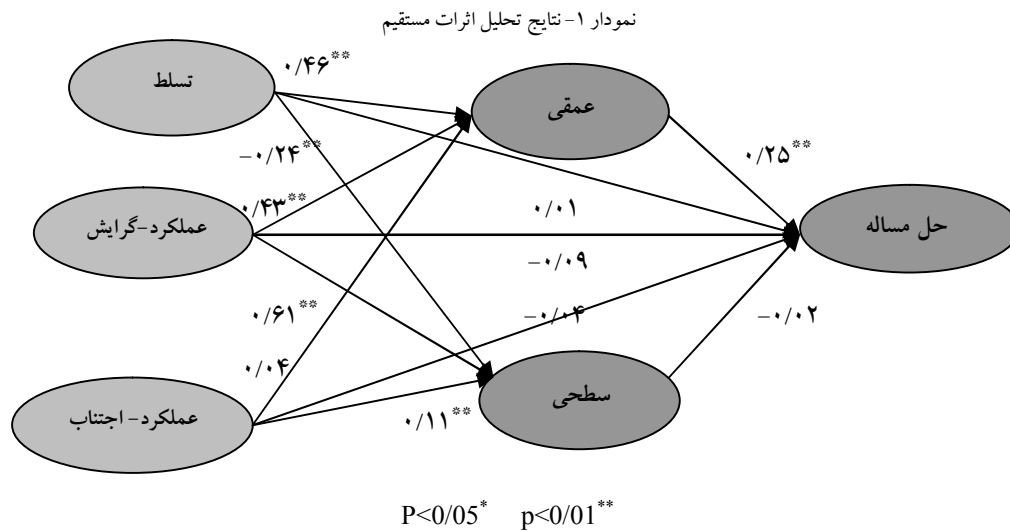 نمودار ۱- نتایج تحلیل اثرات مستقیم
تسلط
۰/۴۶**
عمقی
-۰/۲۴**
۰/۲۵**
۰/۴۳**
عملکرد-گرایش
۰/۰۱
حل مساله
-۰/۰۹
۰/۶۱**
-۰/۰۴
-۰/۰۲
۰/۰۴
سطحی
عملکرد- اجتناب
۰/۱۱**
P<0/05* p<0/01**